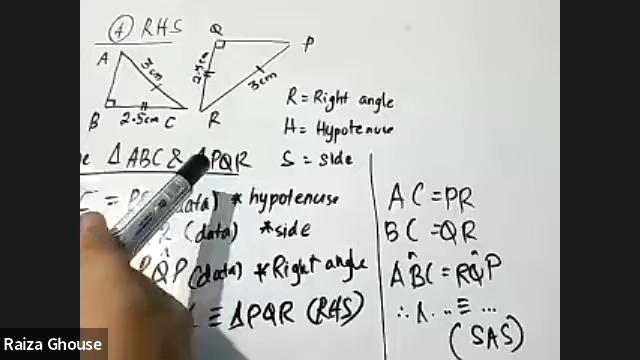 ④ RHS
A
3cm
B
2.5cm
C
Q
P
2.5cm
3cm
R
R = Right angle
H = Hypotenuse
S = side
Δ ABC & Δ PQR
= (data) * hypotenuse
(data) * side
PQ̂P (data) * Right angle
≡ ΔPQR (RHS)
AC = PR
BC = QR
AB̂C = RQ̂P
∴ Δ .. ≡ ...
(SAS)
Raiza Ghouse